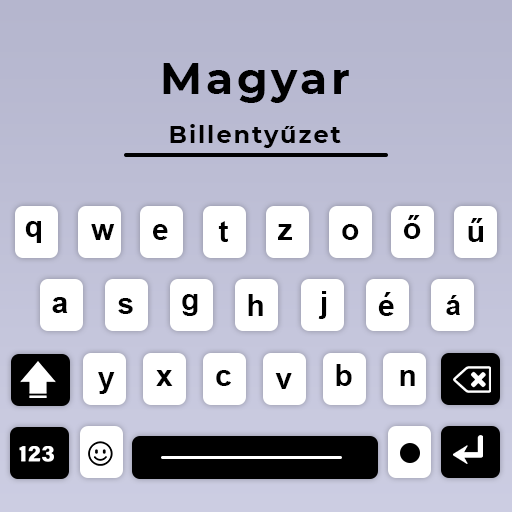 Magyar
Billentyűzet
q w e t z o ő ű
a s g h j é á
y x c v b n
123